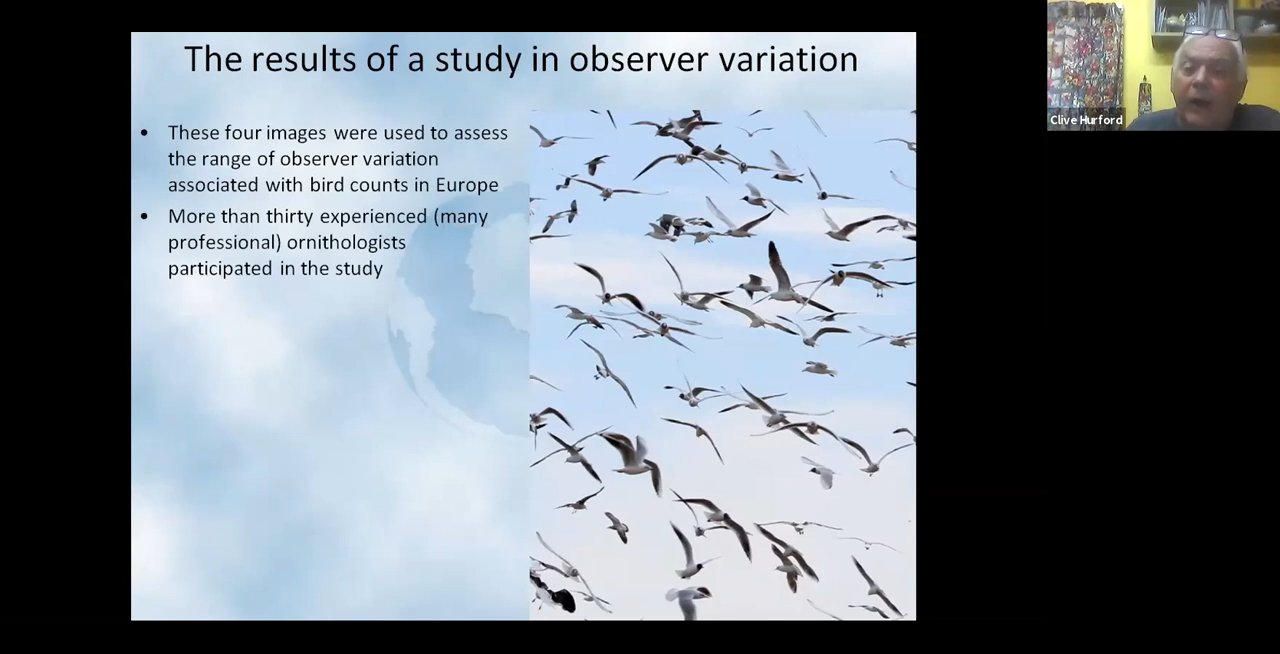 The results of a study in observer variation
• These four images were used to assess
the range of observer variation
associated with bird counts in Europe
• More than thirty experienced (many
professional) ornithologists
participated in the study
Clive Hurford